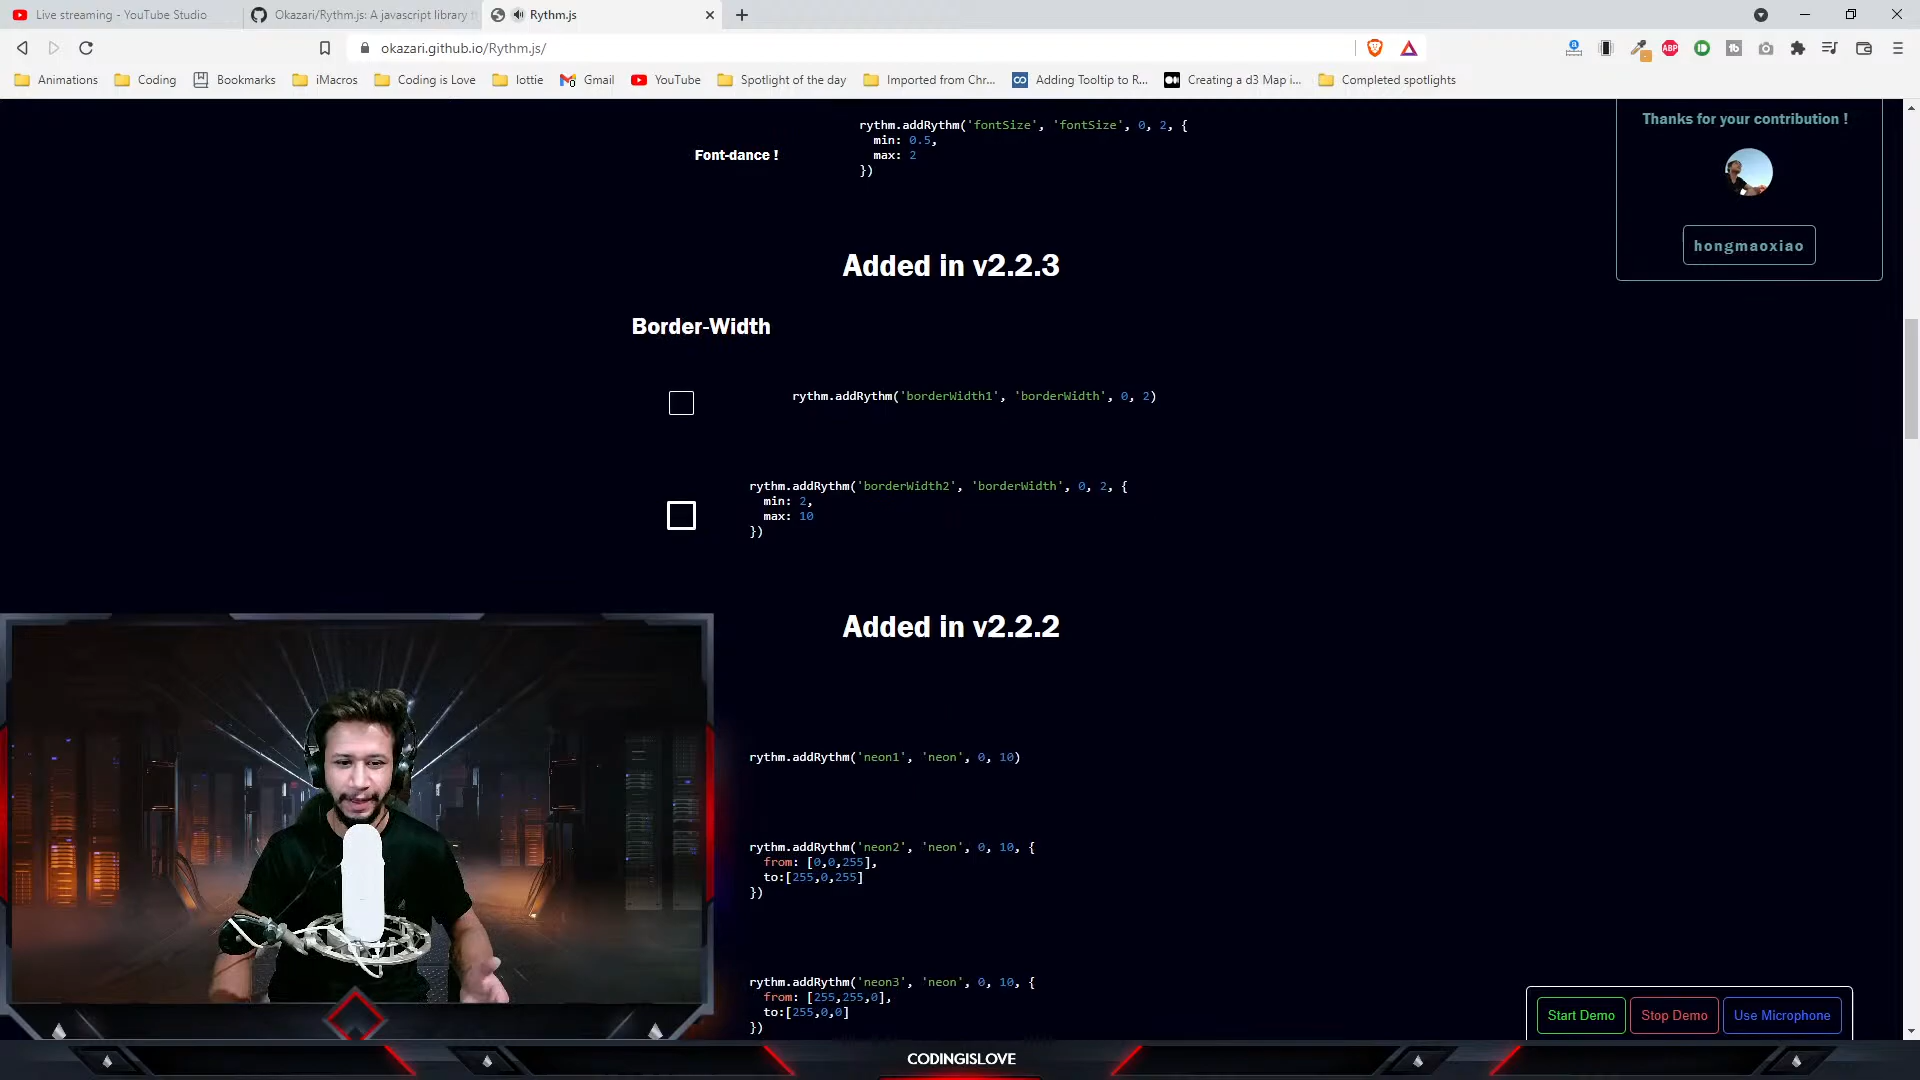 Live streaming - YouTube Studio
Okazari/Rythm.js: A javascript library
Rythm.js
okazari.github.io/Rythm.js/
ABP
Animations
Coding
Bookmarks
iMacros
Coding is Love
lottie
Gmail
YouTube
Spotlight of the day
Imported from Chr...
Adding Tooltip to R...
Creating a d3 Map i...
Completed spotlights
Thanks for your contribution !
hongmaoxiao
Font-dance !
rythm.addRythm('fontSize', 'fontSize', 0, 2, {
min: 0.5,
max: 2
})
Added in v2.2.3
Border-Width
rythm.addRythm('borderWidth1', 'borderWidth', 0, 2)
rythm.addRythm('borderWidth2', 'borderWidth', 0, 2, {
min: 2,
max: 10
})
Added in v2.2.2
rythm.addRythm('neon1', 'neon', 0, 10)
rythm.addRythm('neon2', 'neon', 0, 10, {
from: [0,0,255],
to:[255,0,255]
})
rythm.addRythm('neon3', 'neon', 0, 10, {
from: [255,255,0],
to:[255,0,0]
})
Start Demo
Stop Demo
Use Microphone
CODINGISLOVE